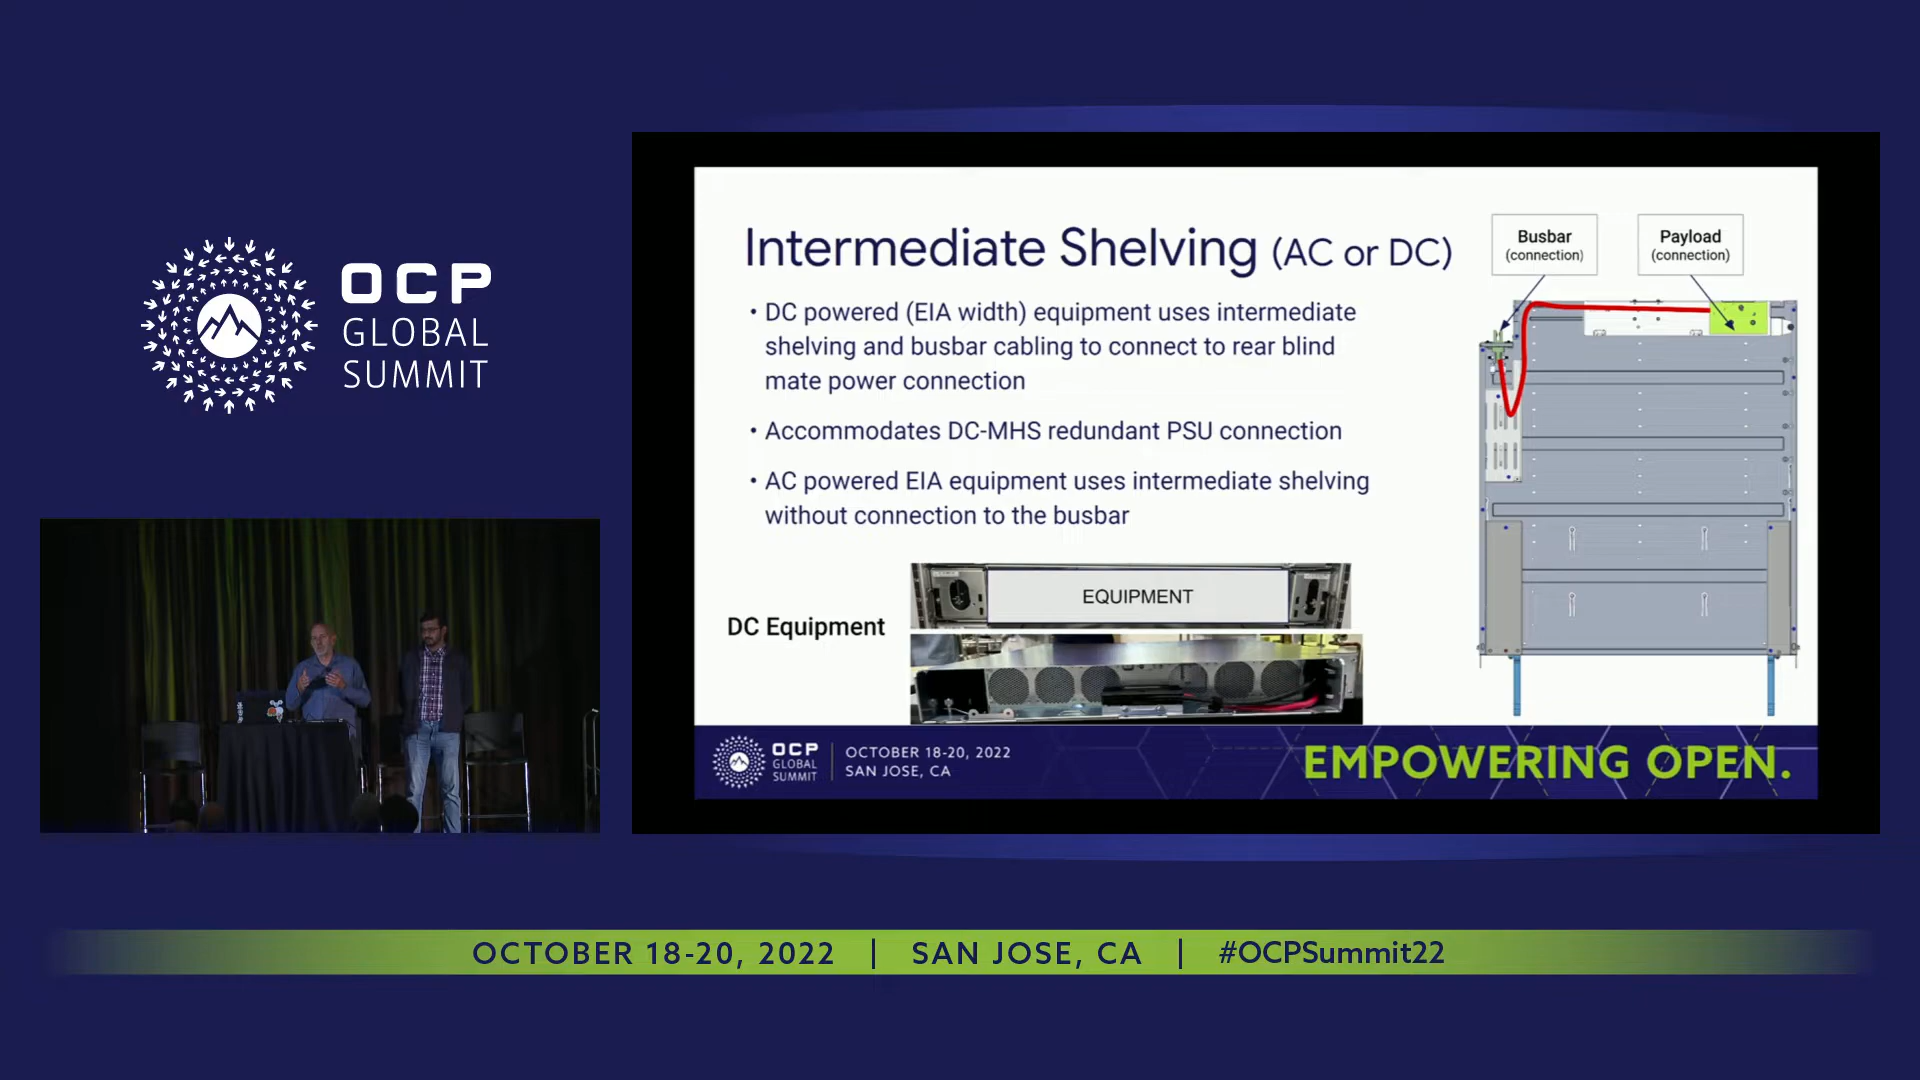 OCP
GLOBAL
SUMMIT
Intermediate Shelving (AC or DC)
• DC powered (EIA width) equipment uses intermediate
shelving and busbar cabling to connect to rear blind
mate power connection
• Accommodates DC-MHS redundant PSU connection
• AC powered EIA equipment uses intermediate shelving
without connection to the busbar
Busbar
(connection)
Payload
(connection)
DC Equipment
EQUIPMENT
OCP
GLOBAL
SUMMIT
OCTOBER 18-20, 2022
SAN JOSE, CA
EMPOWERING OPEN.
OCTOBER 18-20, 2022 | SAN JOSE, CA | #OCPSummit22